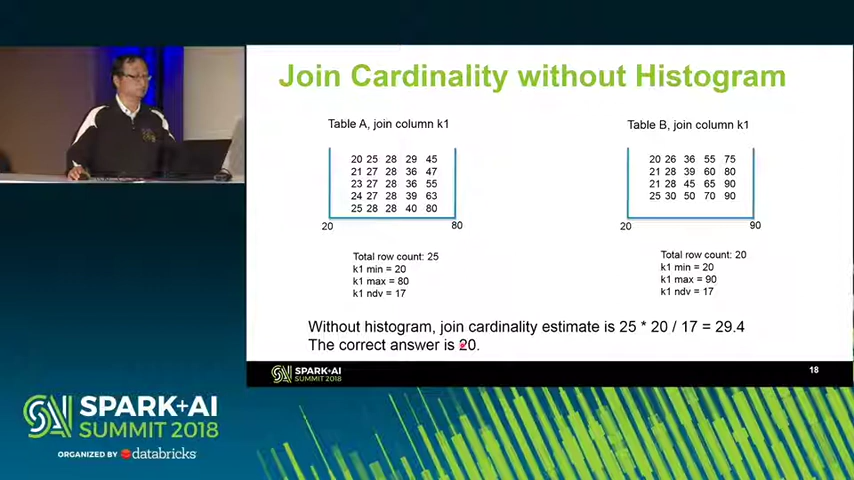 Join Cardinality without Histogram
Table A, join column k1
20 25 28 29 45
21 27 28 36 47
23 27 28 36 55
24 27 28 39 63
25 28 28 40 80
20
80
Total row count: 25
k1 min = 20
k1 max = 80
k1 ndv = 17
Table B, join column k1
20 26 36 55 75
21 28 39 60 80
21 28 45 65 90
25 30 50 70 90
20
90
Total row count: 20
k1 min = 20
k1 max = 90
k1 ndv = 17
Without histogram, join cardinality estimate is 25 * 20 / 17 = 29.4
The correct answer is 20.
SPARK+AI
SUMMIT 2018
18
SPARK+AI
SUMMIT 2018
ORGANIZED BY databricks